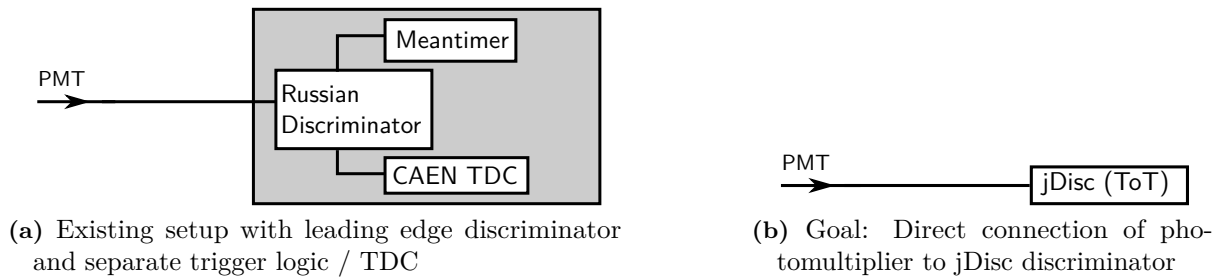 PMT
Meantimer
Russian
Discriminator
CAEN TDC
(a) Existing setup with leading edge discriminator
and separate trigger logic / TDC
PMT
jDisc (ToT)
(b) Goal: Direct connection of pho-
tomultiplier to jDisc discriminator